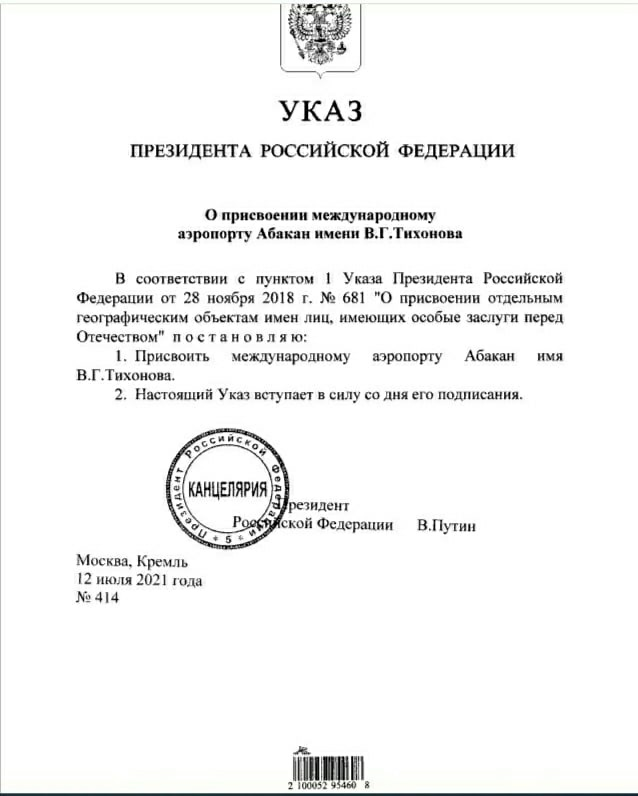 УКАЗ
ПРЕЗИДЕНТА РОССИЙСКОЙ ФЕДЕРАЦИИ
О присвоении международному
аэропорту Абакан имени В.Г.Тихонова
В соответствии с пунктом 1 Указа Президента Российской
Федерации от 28 ноября 2018 г. № 681 "О присвоении отдельным
географическим объектам имен лиц, имеющих особые заслуги перед
Отечеством" п о с т а н о в л я ю:
1. Присвоить международному аэропорту Абакан имя
В.Г.Тихонова.
2. Настоящий Указ вступает в силу со дня его подписания.
Президент Российской Федерации * 5 *
КАНЦЕЛЯРИЯ
Президент
Российской Федерации В.Путин
Москва, Кремль
12 июля 2021 года
№ 414
2 100052 95460 8